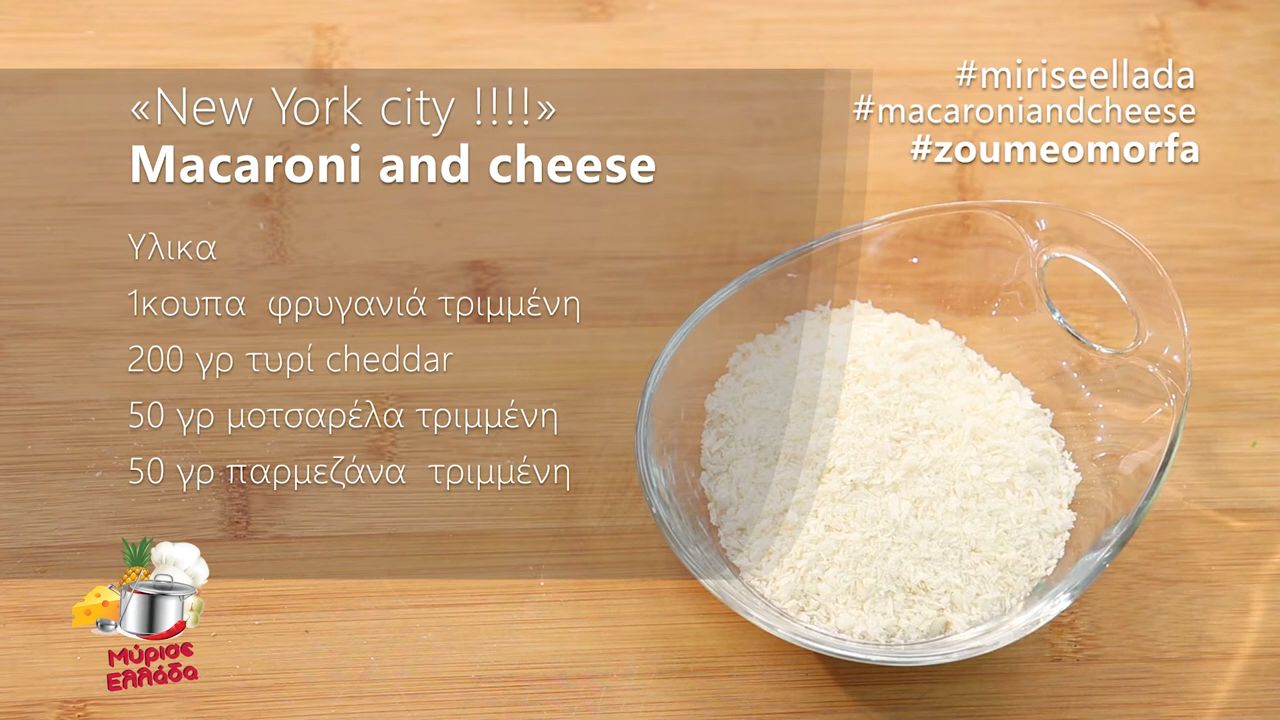 «New York city !!!!»
Macaroni and cheese
Υλικα
1κουπα φρυγανιά τριμμένη
200 γρ τυρί cheddar
50 γρ μοτσαρέλα τριμμένη
50 γρ παρμεζάνα τριμμένη
#miriseellada
#macaroniandcheese
#zoumeomorfa
Μύρισε
Ελλάδα